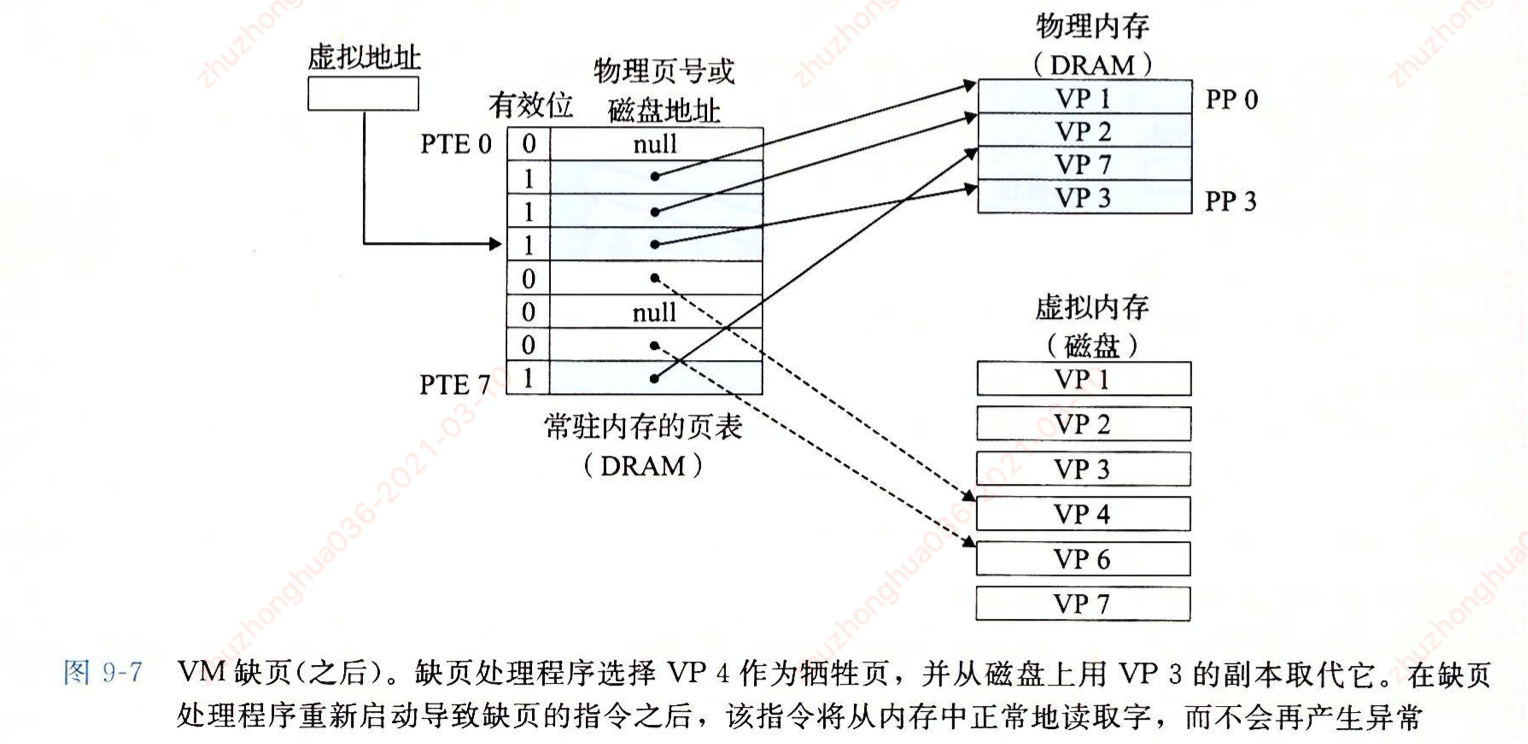 虚拟地址
有效位
物理页号或
磁盘地址
PTE 0
0
null
1
1
1
0
0
null
0
PTE 7
1
常驻内存的页表
(DRAM)
物理内存
(DRAM)
VP 1
PP 0
VP 2
VP 7
VP 3
PP 3
虚拟内存
(磁盘)
VP 1
VP 2
VP 3
VP 4
VP 6
VP 7
图 9-7 VM 缺页(之后)。缺页处理程序选择 VP 4 作为牺牲页，并从磁盘上用 VP 3 的副本取代它。在缺页
处理程序重新启动导致缺页的指令之后，该指令将从内存中正常地读取字，而不会再产生异常
zhuzhonghua036-2021-03-10